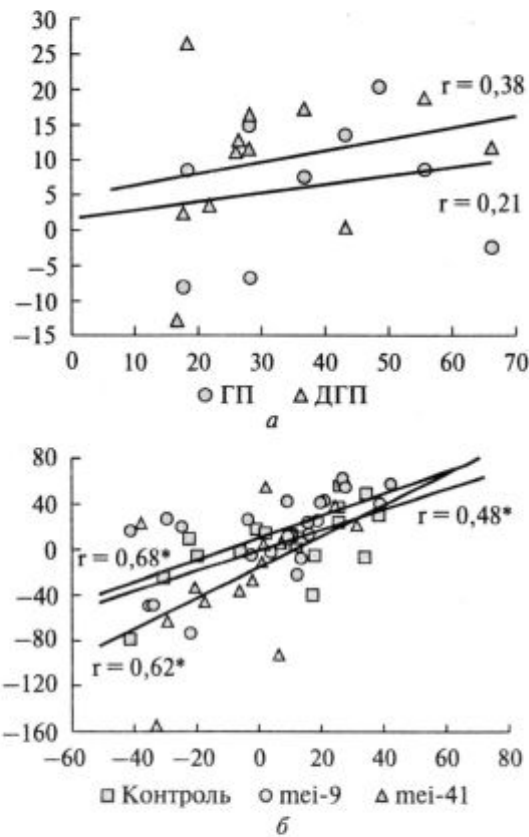 30
25
20
15
10
5
0
−5
−10
−15
r = 0,38
r = 0,21
0 10 20 30 40 50 60 70
ГП ДГП
а
80
40
0
−40
−80
−120
−160
r = 0,68*
r = 0,48*
r = 0,62*
−60 −40 −20 0 20 40 60 80
Контроль mei-9 mei-41
б